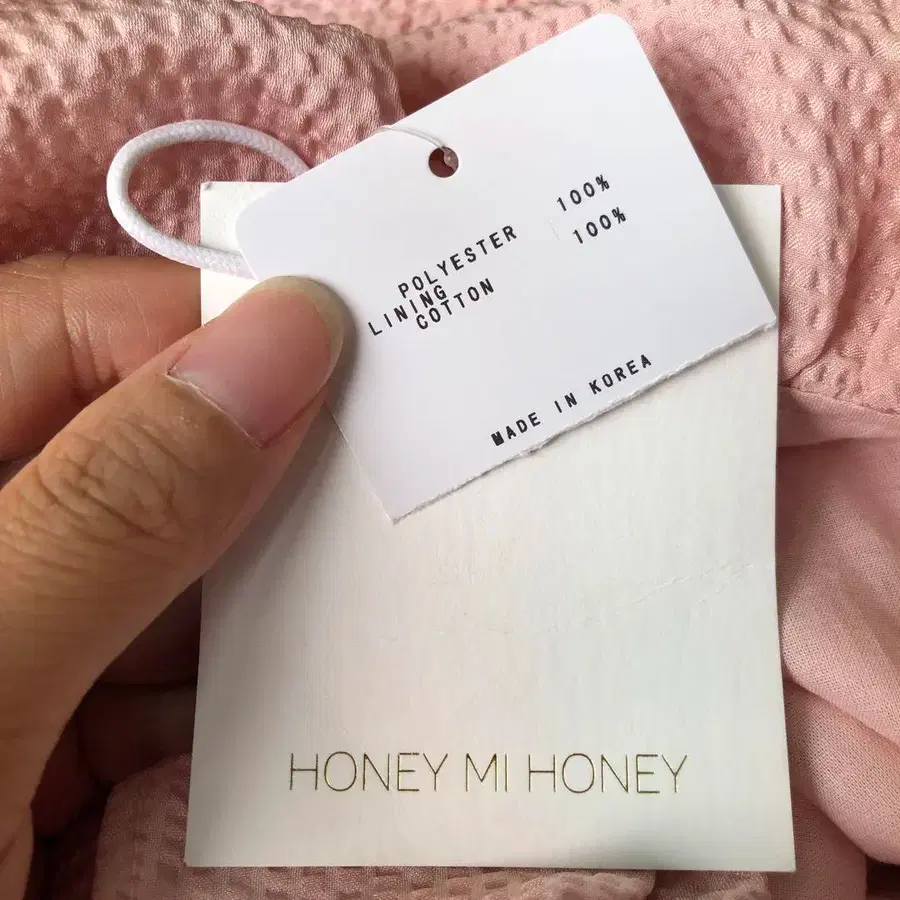 POLYESTER 100%
LINING
COTTON 100%
MADE IN KOREA
HONEY MI HONEY